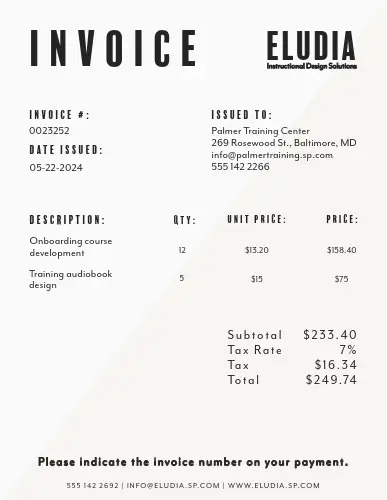 INVOICE
ELUDIA
Instructional Design Solutions
INVOICE #:
0023252
DATE ISSUED:
05-22-2024
ISSUED TO:
Palmer Training Center
269 Rosewood St., Baltimore, MD
info@palmertraining.sp.com
555 142 2266
DESCRIPTION: QTY: UNIT PRICE: PRICE:
Onboarding course
development 12 $13.20 $158.40
Training audiobook
design 5 $15 $75
Subtotal $233.40
Tax Rate 7%
Tax $16.34
Total $249.74
Please indicate the invoice number on your payment.
555 142 2692 | INFO@ELUDIA.SP.COM | WWW.ELUDIA.SP.COM